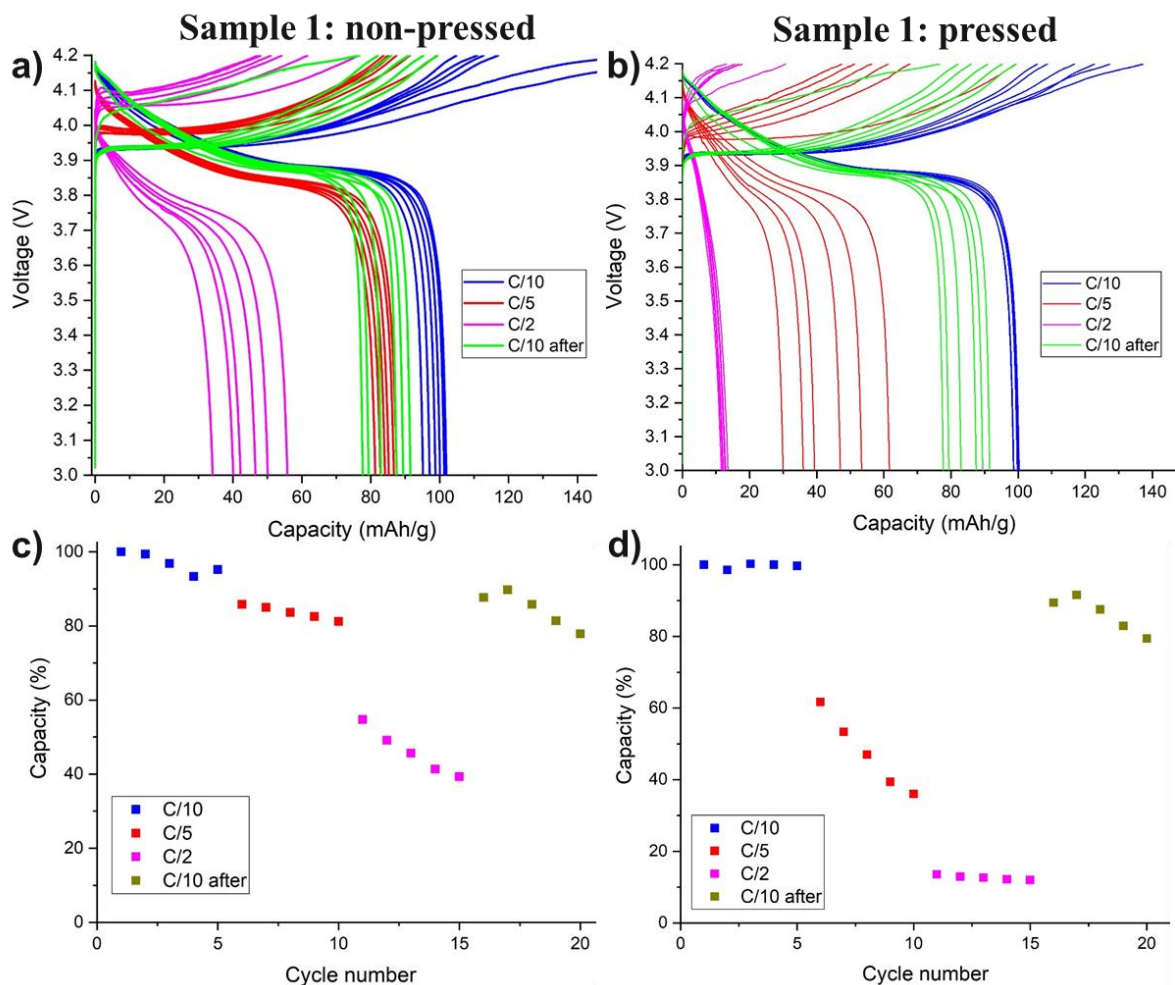 Sample 1: non-pressed
Sample 1: pressed
a)
4.2
4.1
4.0
3.9
3.8
3.7
3.6
3.5
3.4
3.3
3.2
3.1
3.0
Voltage (V)
C/10
C/5
C/2
C/10 after
0
20
40
60
80
100
120
140
Capacity (mAh/g)
b)
4.2
4.1
4.0
3.9
3.8
3.7
3.6
3.5
3.4
3.3
3.2
3.1
3.0
Voltage (V)
C/10
C/5
C/2
C/10 after
0
20
40
60
80
100
120
140
Capacity (mAh/g)
c)
100
80
60
40
20
0
Capacity (%)
C/10
C/5
C/2
C/10 after
0
5
10
15
20
Cycle number
d)
100
80
60
40
20
0
Capacity (%)
C/10
C/5
C/2
C/10 after
0
5
10
15
20
Cycle number